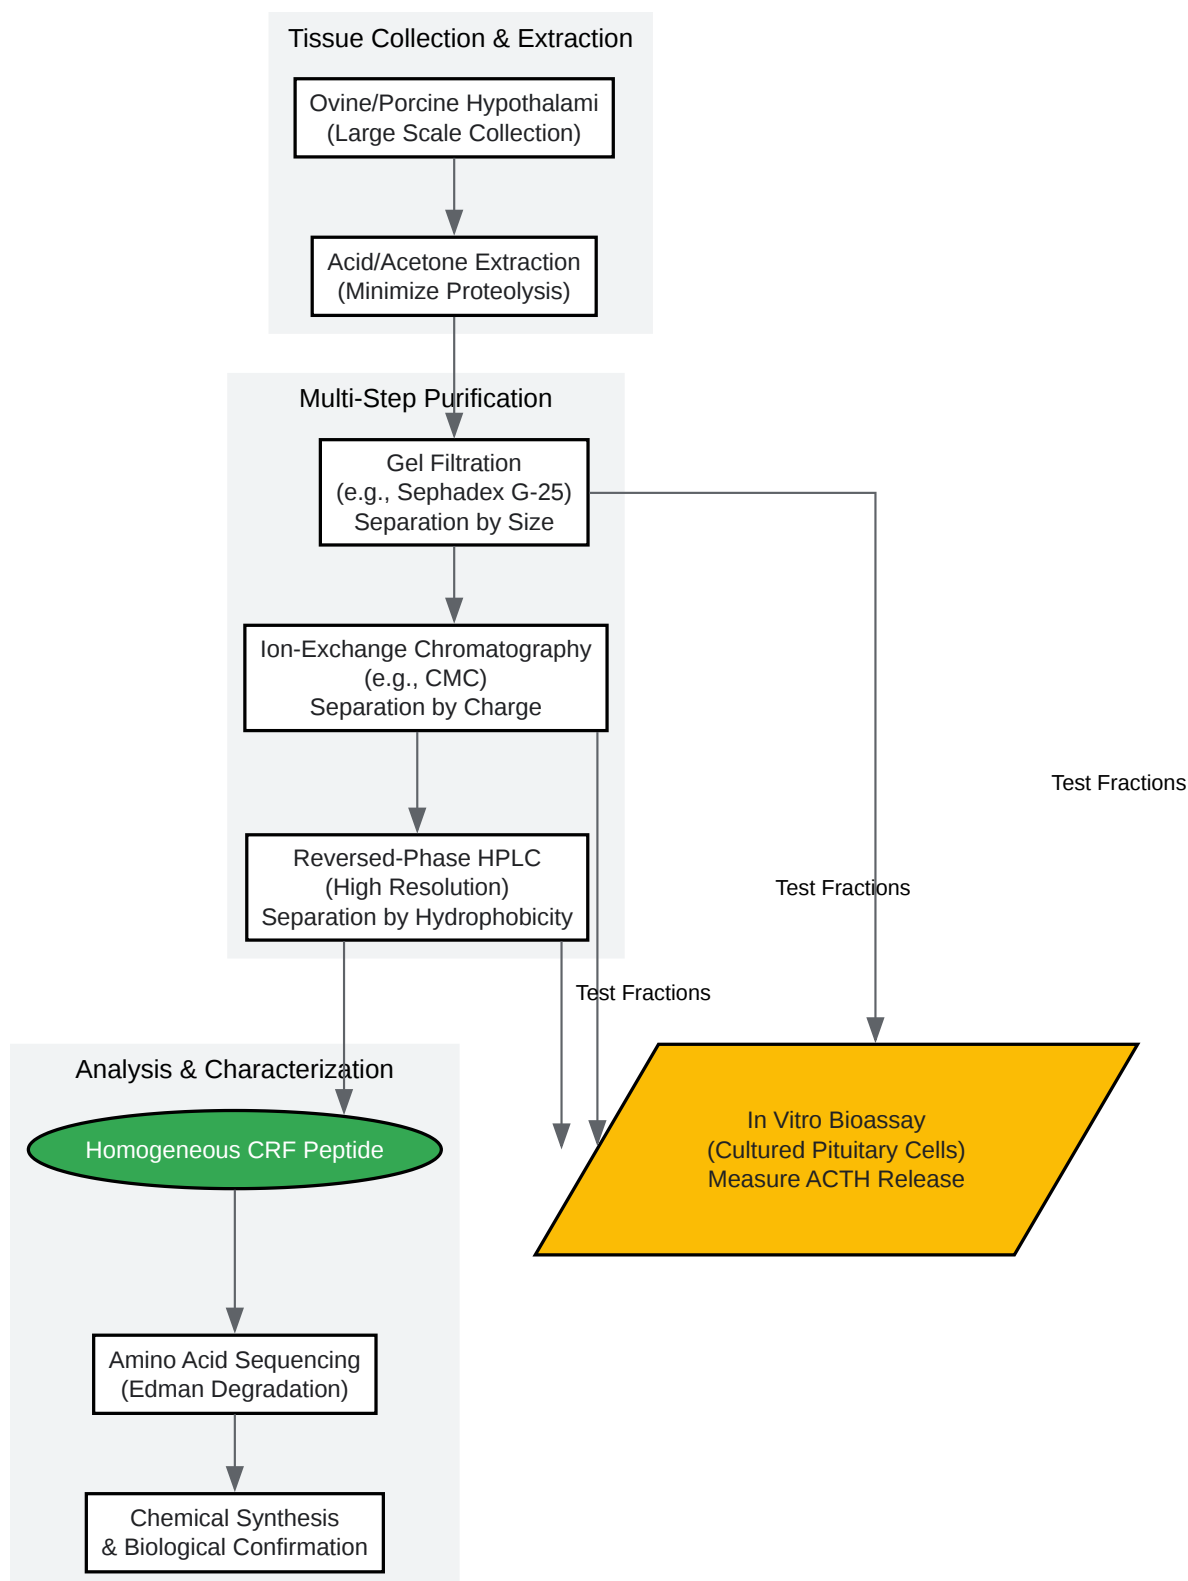 Tissue Collection & Extraction
Ovine/Porcine Hypothalami
(Large Scale Collection)
Acid/Acetone Extraction
(Minimize Proteolysis)
Multi-Step Purification
Gel Filtration
(e.g., Sephadex G-25)
Separation by Size
Ion-Exchange Chromatography
(e.g., CMC)
Separation by Charge
Test Fractions
Reversed-Phase HPLC
(High Resolution)
Separation by Hydrophobicity
Test Fractions
Test Fractions
Analysis & Characterization
Homogeneous CRF Peptide
In Vitro Bioassay
(Cultured Pituitary Cells)
Measure ACTH Release
Amino Acid Sequencing
(Edman Degradation)
Chemical Synthesis
& Biological Confirmation